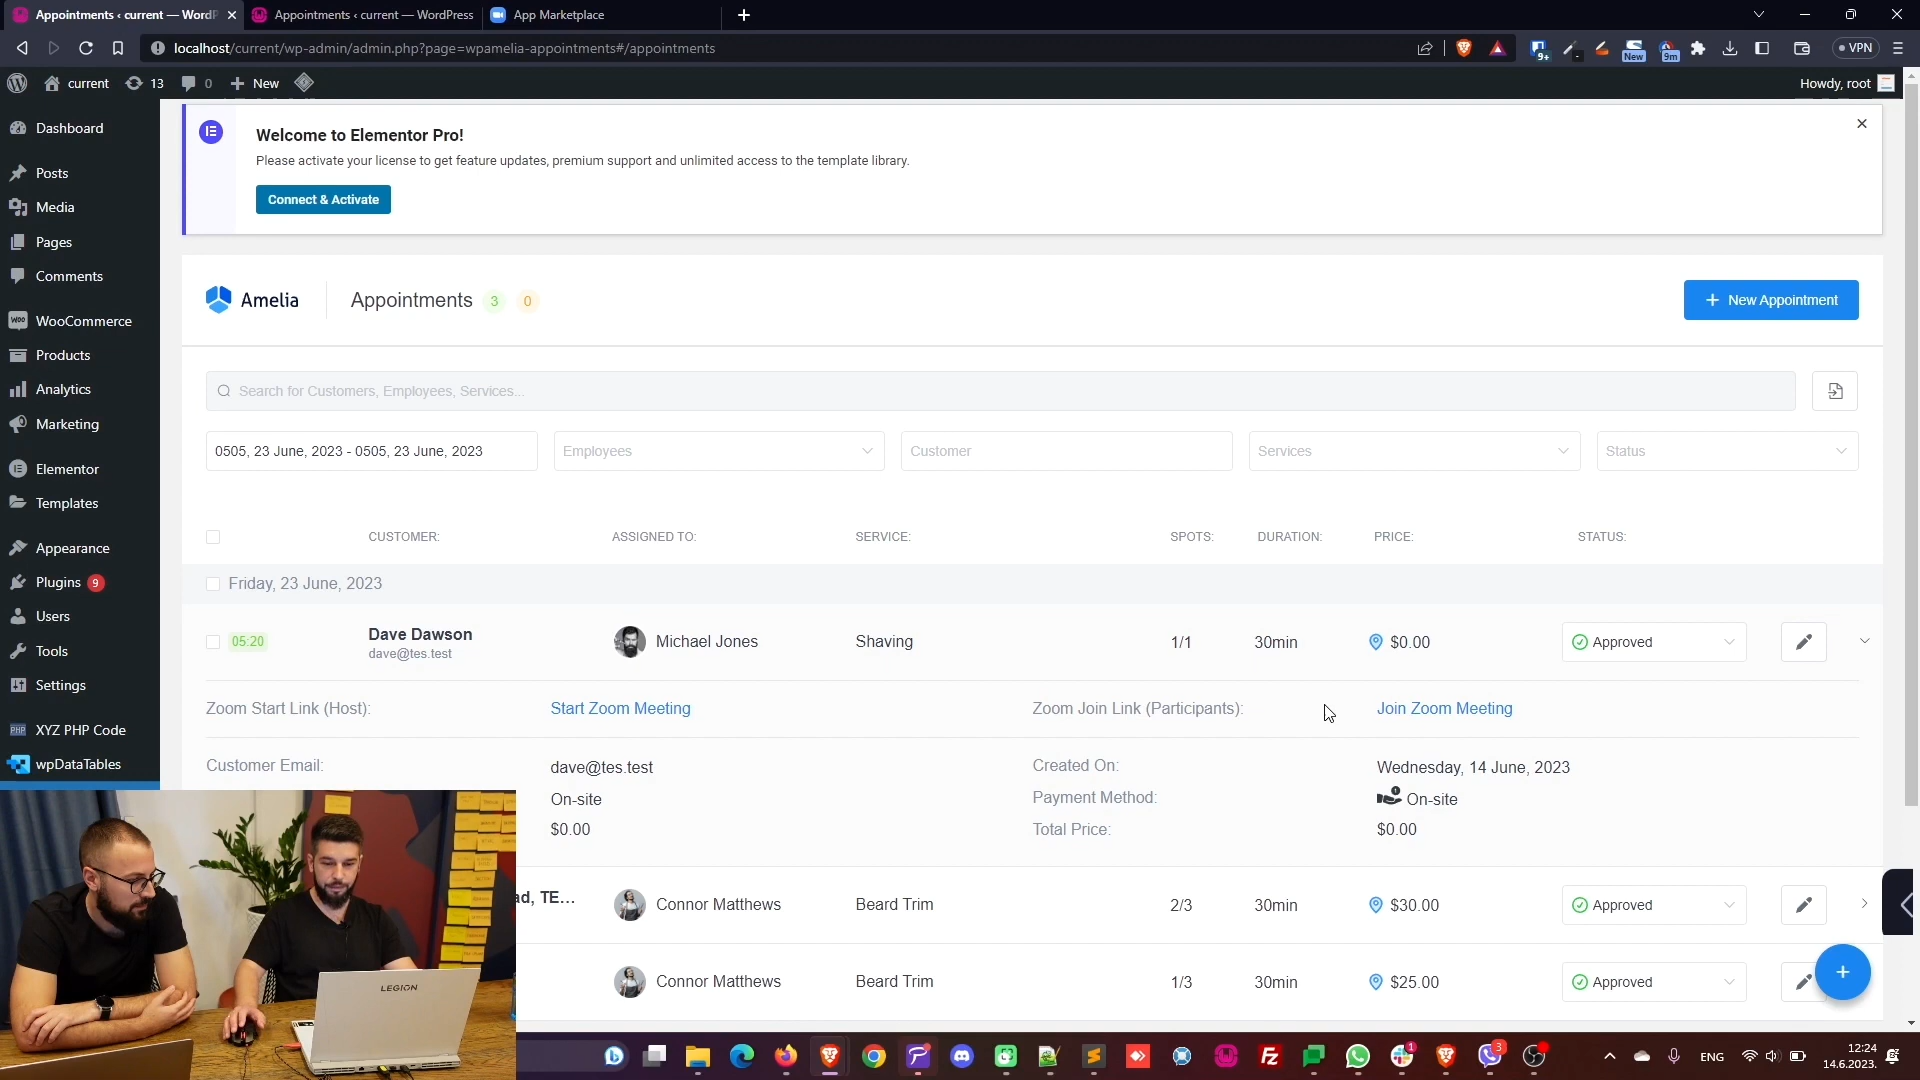 Appointments ‹ current — WordP
Appointments ‹ current — WordPress
App Marketplace
localhost/current/wp-admin/admin.php?page=wpamelia-appointments#/appointments
9+
New
9m
VPN
current
13
0
New
Howdy, root
Dashboard
Posts
Media
Pages
Comments
WooCommerce
Products
Analytics
Marketing
Elementor
Templates
Appearance
Plugins 9
Users
Tools
Settings
PHP XYZ PHP Code
wpDataTables
Welcome to Elementor Pro!
Please activate your license to get feature updates, premium support and unlimited access to the template library.
Connect & Activate
Amelia
Appointments 3 0
+ New Appointment
Search for Customers, Employees, Services...
0505, 23 June, 2023 - 0505, 23 June, 2023
Employees
Customer
Services
Status
CUSTOMER: ASSIGNED TO: SERVICE: SPOTS: DURATION: PRICE: STATUS:
Friday, 23 June, 2023
05:20 Dave Dawson Michael Jones Shaving 1/1 30min $0.00 Approved
dave@tes.test
Zoom Start Link (Host): Start Zoom Meeting Zoom Join Link (Participants): Join Zoom Meeting
Customer Email: dave@tes.test Created On: Wednesday, 14 June, 2023
On-site Payment Method: On-site
$0.00 Total Price: $0.00
ad, TE... Connor Matthews Beard Trim 2/3 30min $30.00 Approved
Connor Matthews Beard Trim 1/3 30min $25.00 Approved
LEGION
1
3
ENG
12:24
14.6.2023.